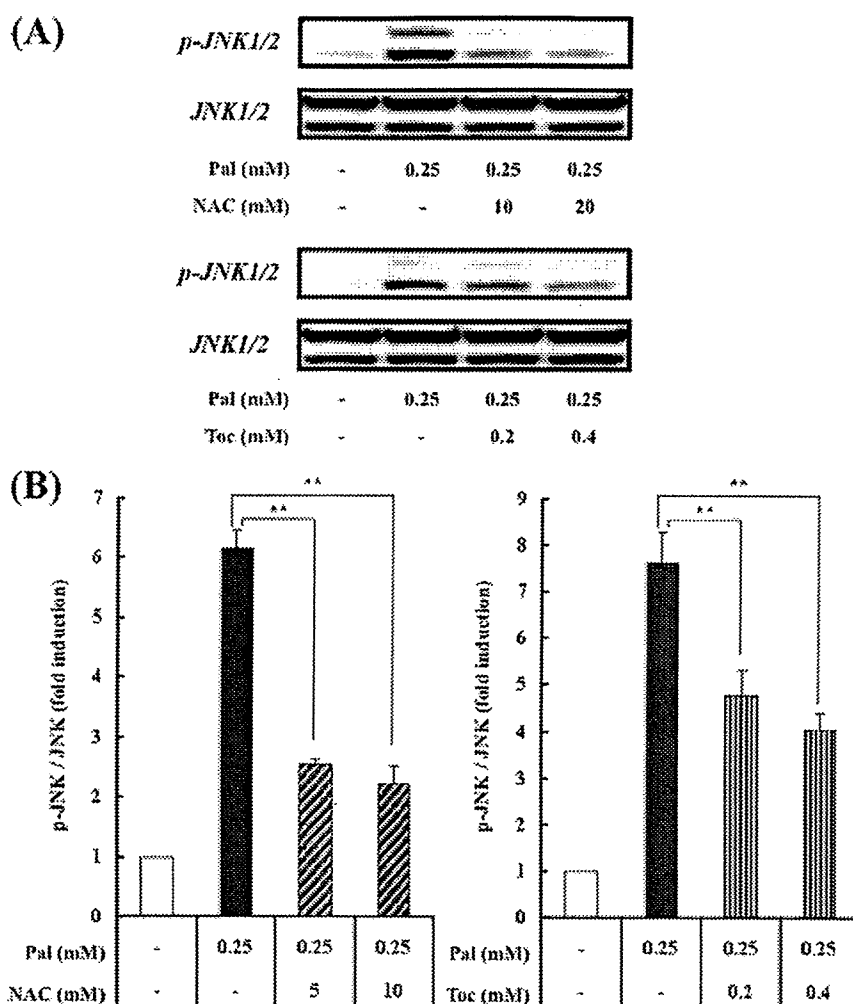 (A)
p-JNK1/2
JNK1/2
Pal (mM) - 0.25 0.25 0.25
NAC (mM) - - 10 20
p-JNK1/2
JNK1/2
Pal (mM) - 0.25 0.25 0.25
Toc (mM) - - 0.2 0.4
(B)
p-JNK / JNK (fold induction)
7
6
5
4
3
2
1
0
**
**
Pal (mM) - 0.25 0.25 0.25
NAC (mM) - - 5 10
p-JNK / JNK (fold induction)
9
8
7
6
5
4
3
2
1
0
**
**
Pal (mM) - 0.25 0.25 0.25
Toc (mM) - - 0.2 0.4